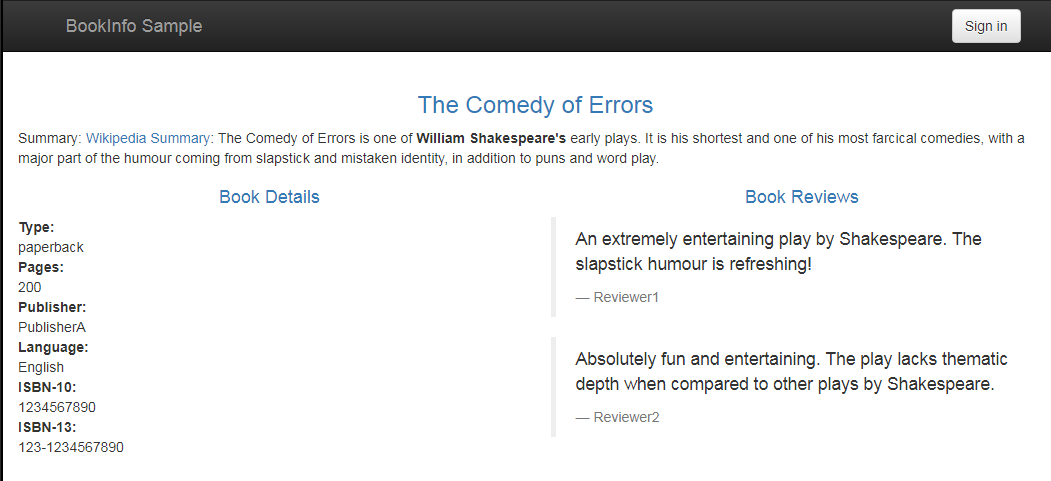 BookInfo Sample
Sign in
The Comedy of Errors
Summary: Wikipedia Summary: The Comedy of Errors is one of William Shakespeare's early plays. It is his shortest and one of his most farcical comedies, with a
major part of the humour coming from slapstick and mistaken identity, in addition to puns and word play.
Book Details
Type:
paperback
Pages:
200
Publisher:
PublisherA
Language:
English
ISBN-10:
1234567890
ISBN-13:
123-1234567890
Book Reviews
An extremely entertaining play by Shakespeare. The
slapstick humour is refreshing!
— Reviewer1
Absolutely fun and entertaining. The play lacks thematic
depth when compared to other plays by Shakespeare.
— Reviewer2